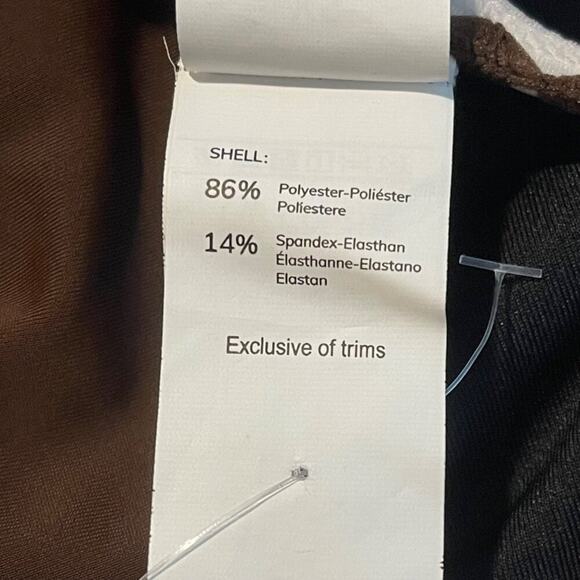 SHELL:
86% Polyester-Poliéster
Poliestere
14% Spandex-Elasthan
Élasthanne-Elastano
Elastan
Exclusive of trims